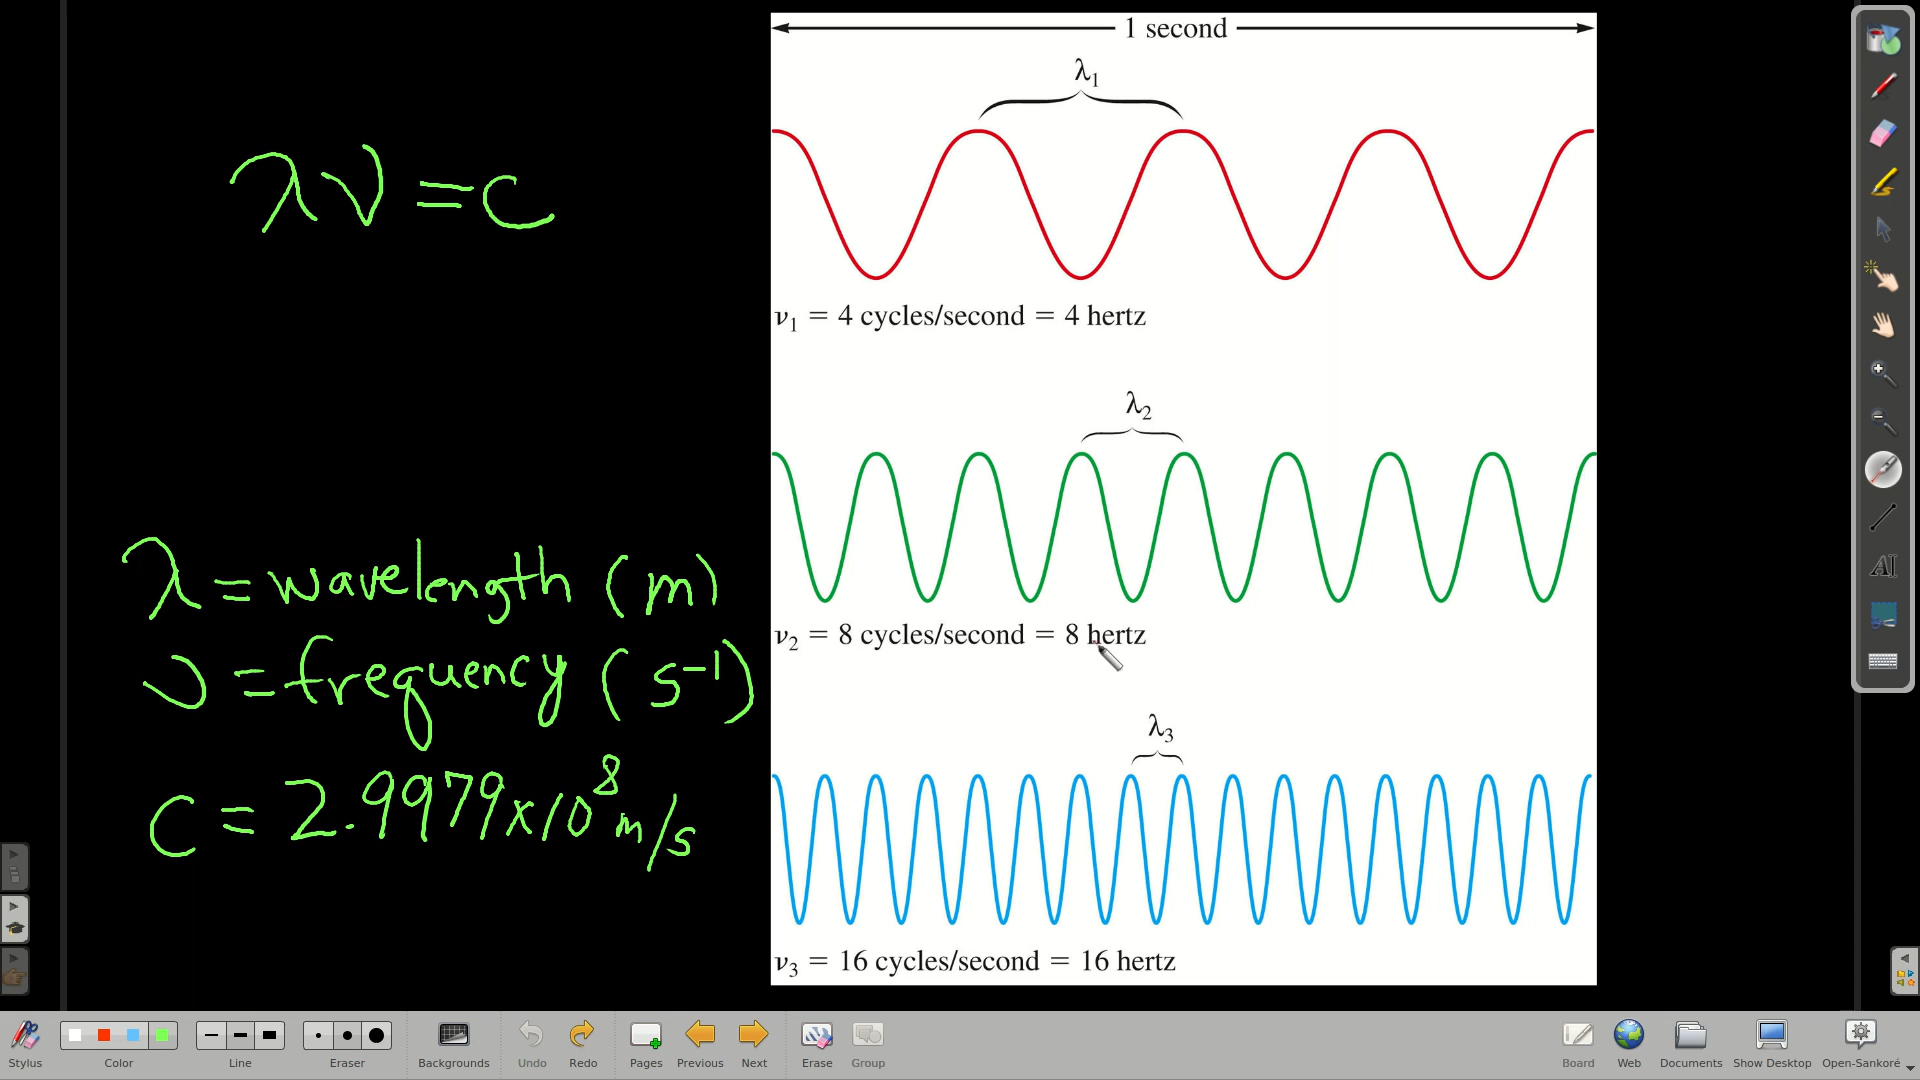 1 second
λν = c
λ1
ν1 = 4 cycles/second = 4 hertz
λ2
λ = wavelength (m)
ν2 = 8 cycles/second = 8 hertz
ν = frequency (s⁻¹)
λ3
c = 2.9979x10⁸ m/s
ν3 = 16 cycles/second = 16 hertz
AI
Stylus Color Line Eraser Backgrounds Undo Redo Pages Previous Next Erase Group Board Web Documents Show Desktop Open-Sankoré